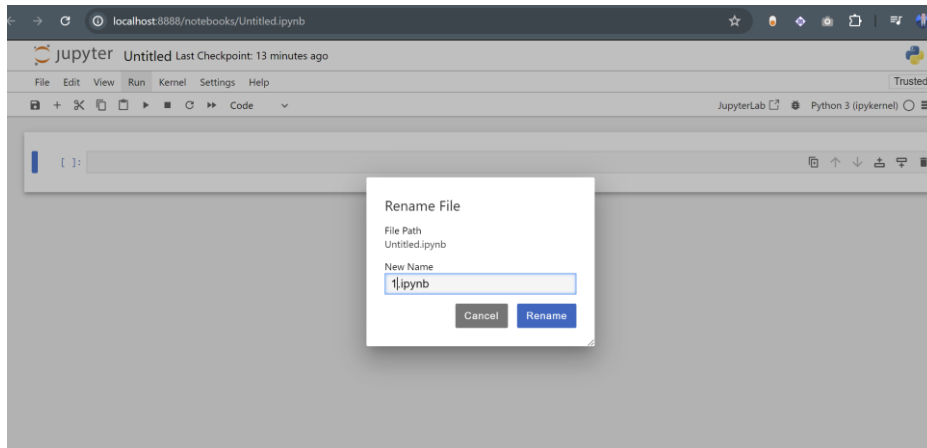 localhost:8888/notebooks/Untitled.ipynb
Jupyter Untitled Last Checkpoint: 13 minutes ago
File Edit View Run Kernel Settings Help
Trusted
Code
JupyterLab
Python 3 (ipykernel)
[ ]:
Rename File
File Path
Untitled.ipynb
New Name
1.ipynb
Cancel
Rename